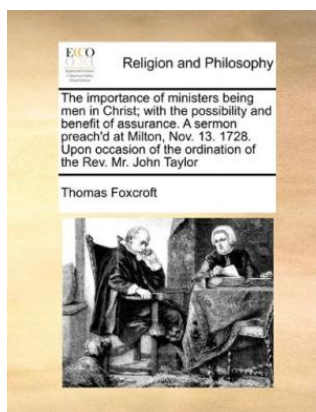 ECCO
Religion and Philosophy
The importance of ministers being
men in Christ; with the possibility and
benefit of assurance. A sermon
preach'd at Milton, Nov. 13. 1728.
Upon occasion of the ordination of
the Rev. Mr. John Taylor
Thomas Foxcroft